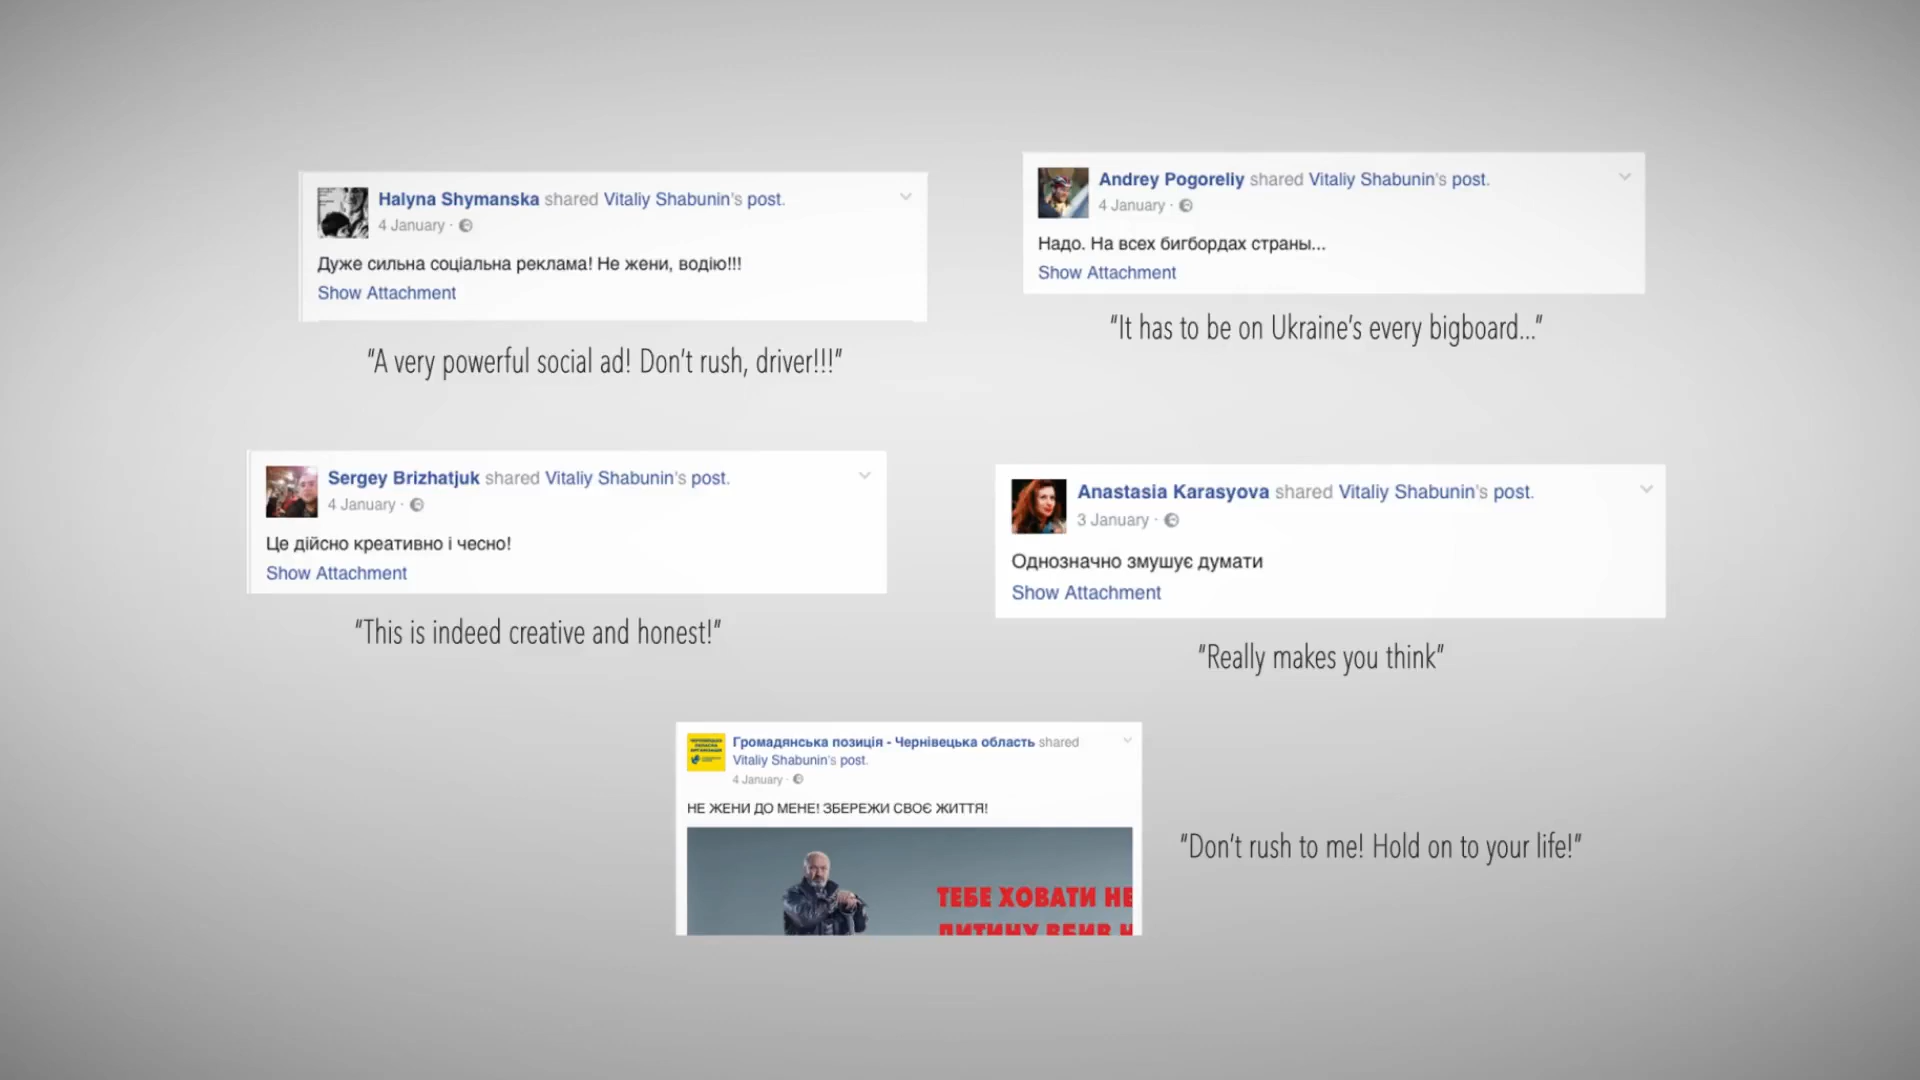 Halyna Shymanska shared Vitaliy Shabunin's post.
4 January ·
Дуже сильна соціальна реклама! Не жени, водію!!!
Show Attachment
“A very powerful social ad! Don’t rush, driver!!!”
Andrey Pogoreliy shared Vitaliy Shabunin's post.
4 January ·
Надо. На всех бигбордах страны...
Show Attachment
“It has to be on Ukraine’s every bigboard...”
Sergey Brizhatjuk shared Vitaliy Shabunin's post.
4 January ·
Це дійсно креативно і чесно!
Show Attachment
“This is indeed creative and honest!”
Anastasia Karasyova shared Vitaliy Shabunin's post.
3 January ·
Однозначно змушує думати
Show Attachment
“Really makes you think”
Громадянська позиція - Чернівецька область shared
Vitaliy Shabunin's post.
4 January ·
НЕ ЖЕНИ ДО МЕНЕ! ЗБЕРЕЖИ СВОЄ ЖИТТЯ!
ТЕБЕ ХОВАТИ НЕ
ДИТИНУ ВБИВ Н
“Don’t rush to me! Hold on to your life!”